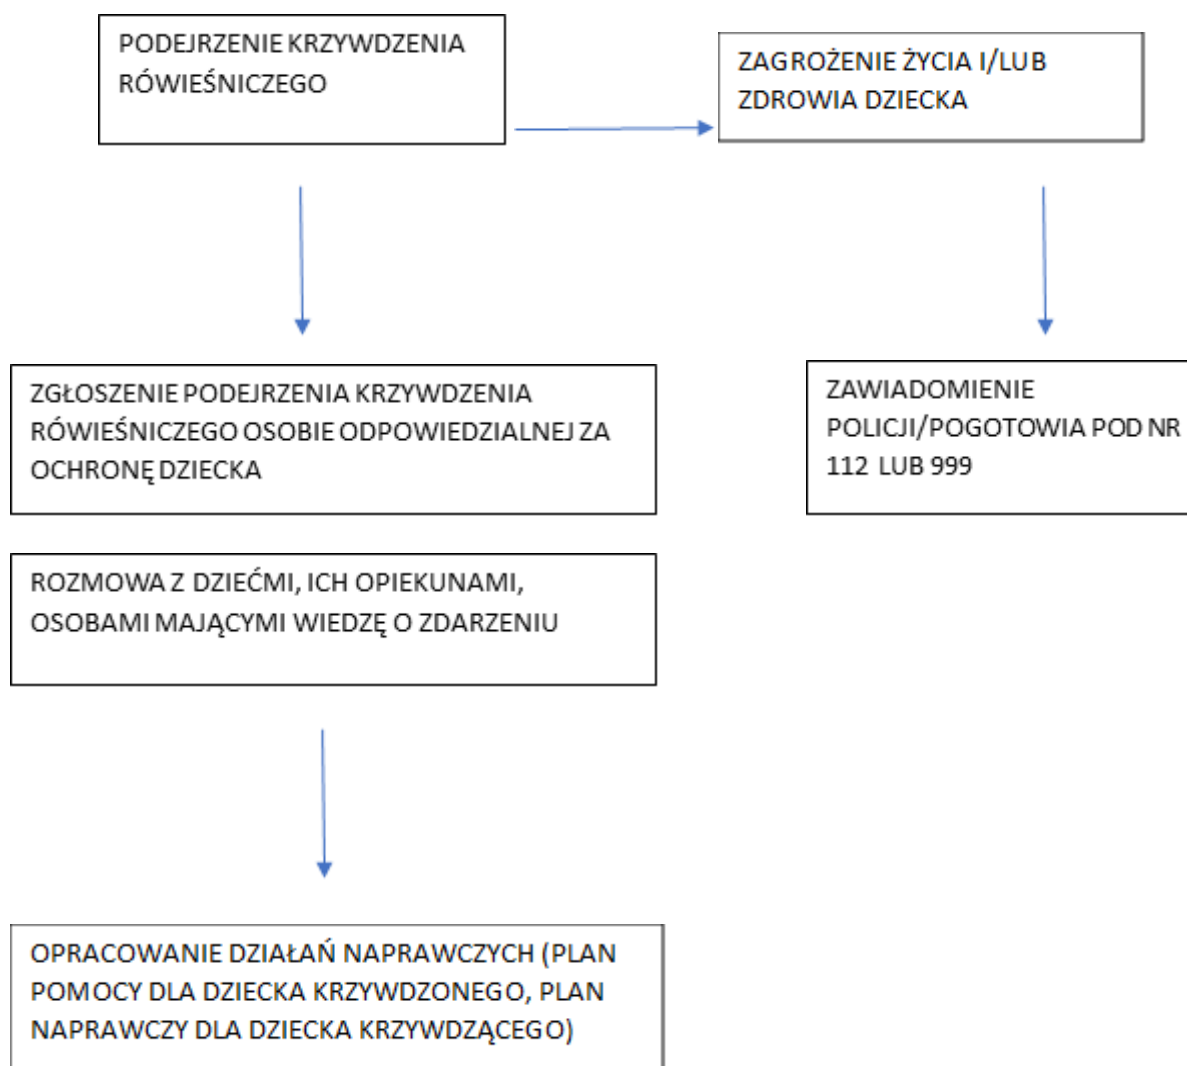 PODEJRZENIE KRZYWDZENIA
RÓWIEŚNICZEGO
ZAGROŻENIE ŻYCIA I/LUB
ZDROWIA DZIECKA
ZGŁOSZENIE PODEJRZENIA KRZYWDZENIA
RÓWIEŚNICZEGO OSOBIE ODPOWIEDZIALNEJ ZA
OCHRONĘ DZIECKA
ZAWIADOMIENIE
POLICJI/POGOTOWIA POD NR
112 LUB 999
ROZMOWA Z DZIEĆMI, ICH OPIEKUNAMI,
OSOBAMI MAJĄCYMI WIEDZĘ O ZDARZENIU
OPRACOWANIE DZIAŁAŃ NAPRAWCZYCH (PLAN
POMOCY DLA DZIECKA KRZYWDZONEGO, PLAN
NAPRAWCZY DLA DZIECKA KRZYWDZĄCEGO)